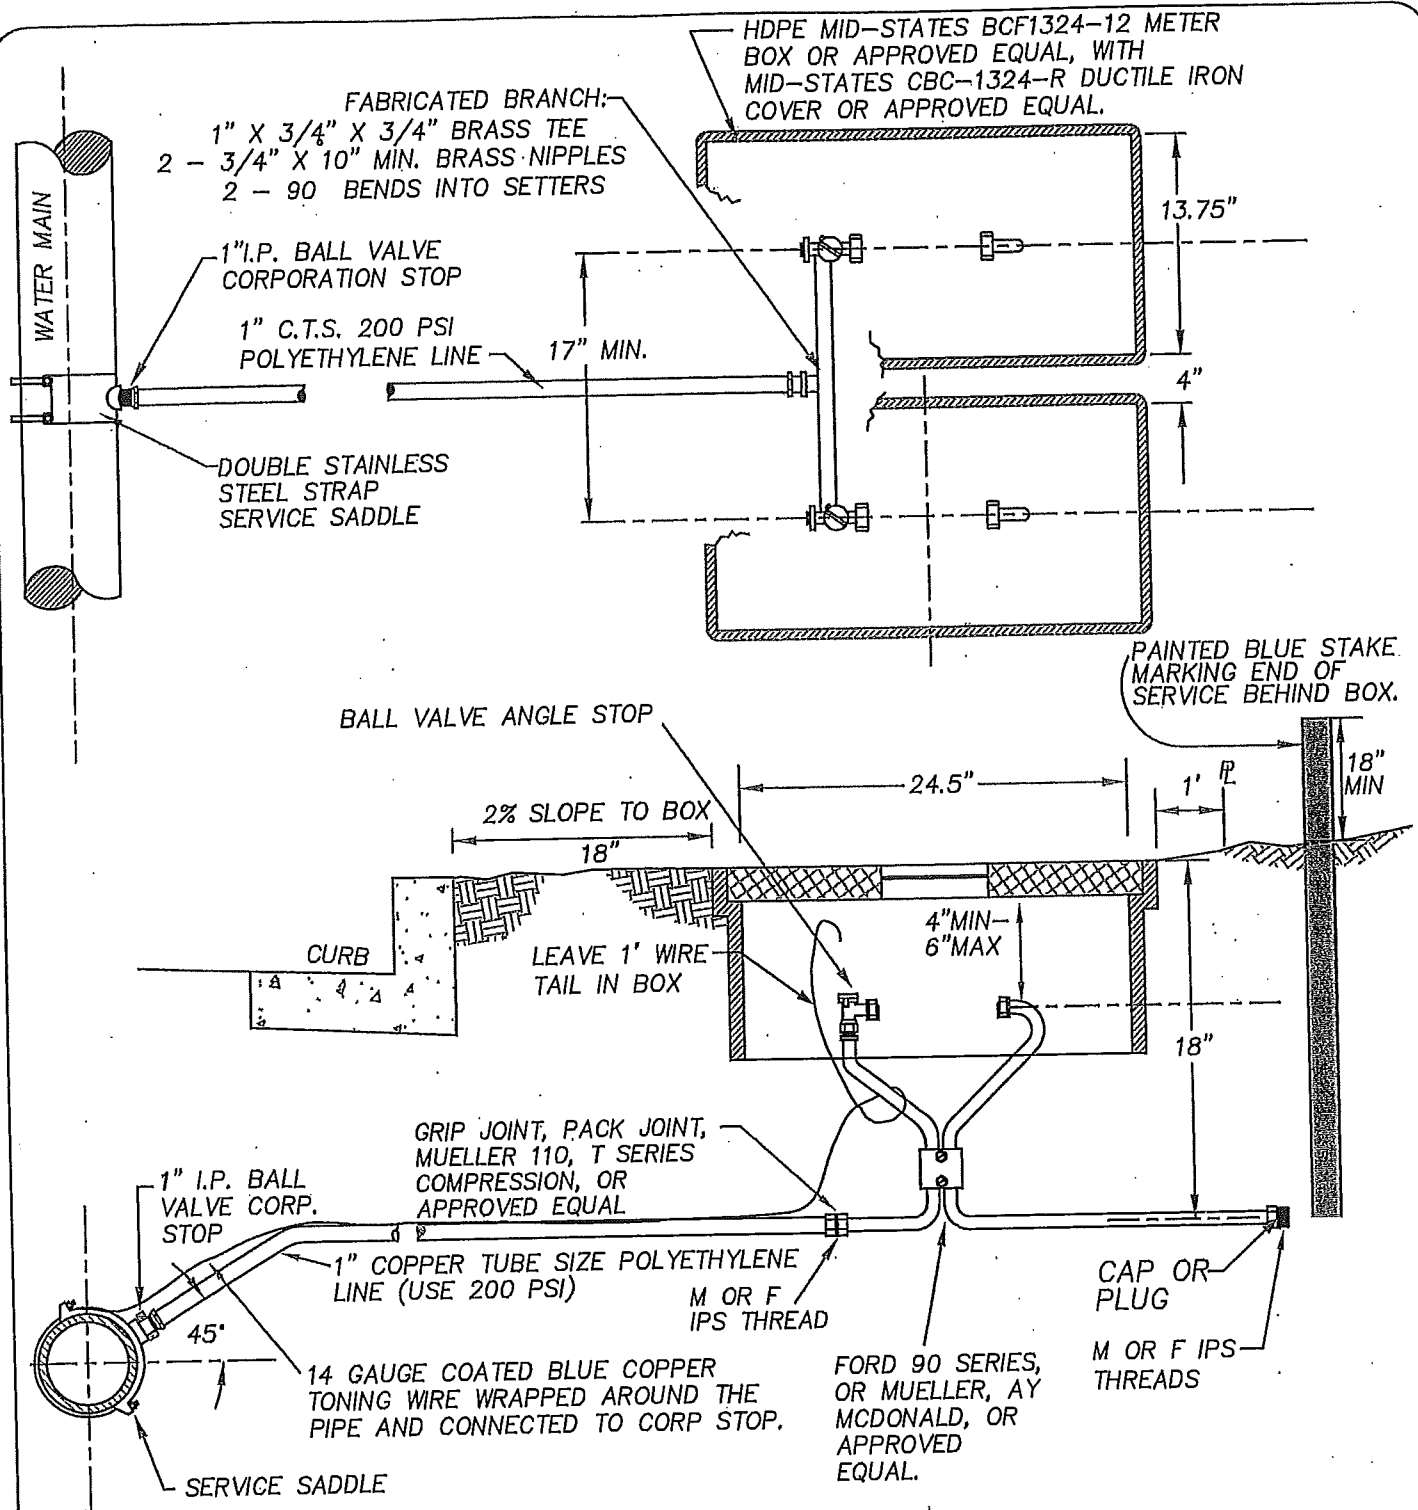 HDPE MID-STATES BCF1324-12 METER
BOX OR APPROVED EQUAL, WITH
MID-STATES CBC-1324-R DUCTILE IRON
COVER OR APPROVED EQUAL.
FABRICATED BRANCH:
1" X 3/4" X 3/4" BRASS TEE
2 - 3/4" X 10" MIN. BRASS NIPPLES
2 - 90 BENDS INTO SETTERS
WATER MAIN
1"I.P. BALL VALVE
CORPORATION STOP
1" C.T.S. 200 PSI
POLYETHYLENE LINE
17" MIN.
13.75"
4"
DOUBLE STAINLESS
STEEL STRAP
SERVICE SADDLE
PAINTED BLUE STAKE
MARKING END OF
SERVICE BEHIND BOX.
BALL VALVE ANGLE STOP
24.5"
1'
PL
18"
MIN
2% SLOPE TO BOX
18"
CURB
LEAVE 1' WIRE
TAIL IN BOX
4"MIN-
6"MAX
18"
GRIP JOINT, PACK JOINT,
MUELLER 110, T SERIES
COMPRESSION, OR
APPROVED EQUAL
1" I.P. BALL
VALVE CORP.
STOP
1" COPPER TUBE SIZE POLYETHYLENE
LINE (USE 200 PSI)
M OR F
IPS THREAD
CAP OR
PLUG
M OR F IPS
THREADS
45°
14 GAUGE COATED BLUE COPPER
TONING WIRE WRAPPED AROUND THE
PIPE AND CONNECTED TO CORP STOP.
FORD 90 SERIES,
OR MUELLER, AY
MCDONALD, OR
APPROVED
EQUAL.
SERVICE SADDLE